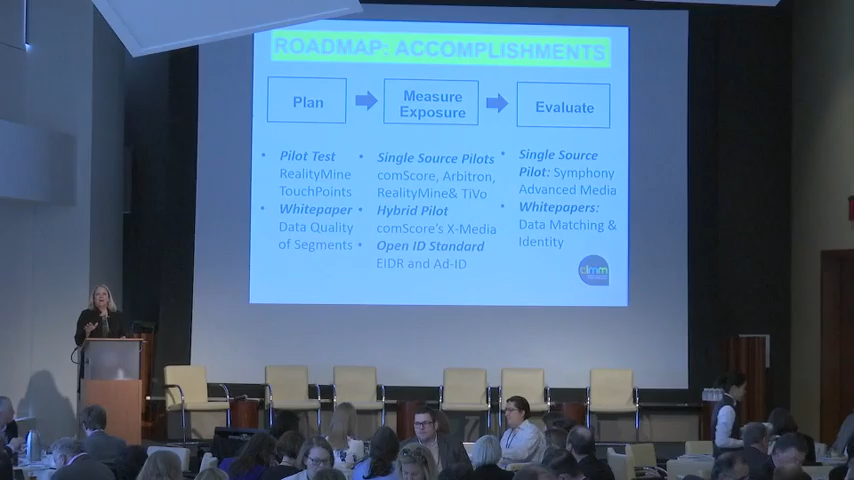 ROADMAP: ACCOMPLISHMENTS
Plan
Measure
Exposure
Evaluate
• Pilot Test
RealityMine
TouchPoints
• Whitepaper
Data Quality
of Segments
• Single Source Pilots
comScore, Arbitron,
RealityMine& TiVo
• Hybrid Pilot
comScore's X-Media
• Open ID Standard
EIDR and Ad-ID
• Single Source
Pilot: Symphony
Advanced Media
• Whitepapers:
Data Matching &
Identity
cimm